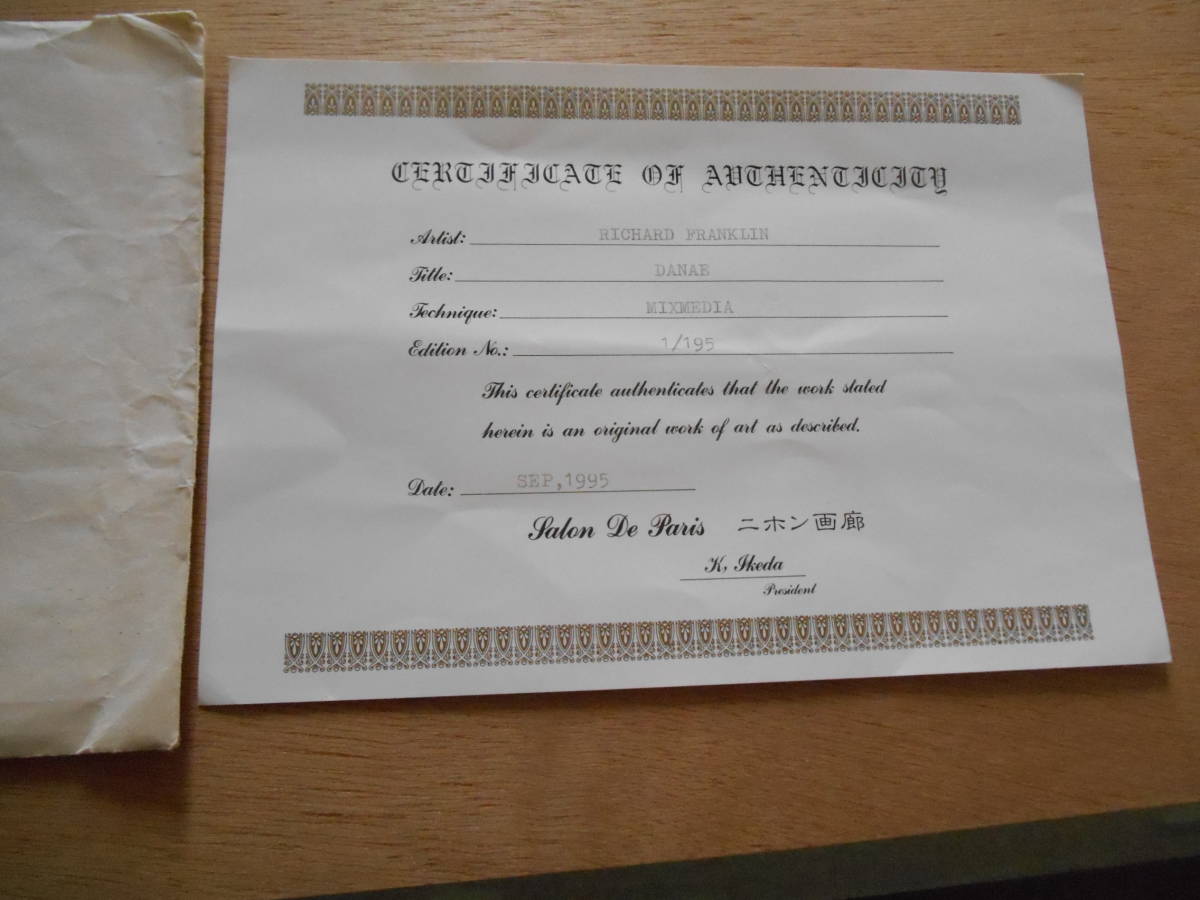 CERTIFICATE OF AUTHENTICITY
Artist: RICHARD FRANKLIN
Title: DANAE
Technique: MIXMEDIA
Edition No.: 1/195
This certificate authenticates that the work stated
herein is an original work of art as described.
Date: SEP,1995
Salon De Paris ニホン画廊
K, Ikeda
President